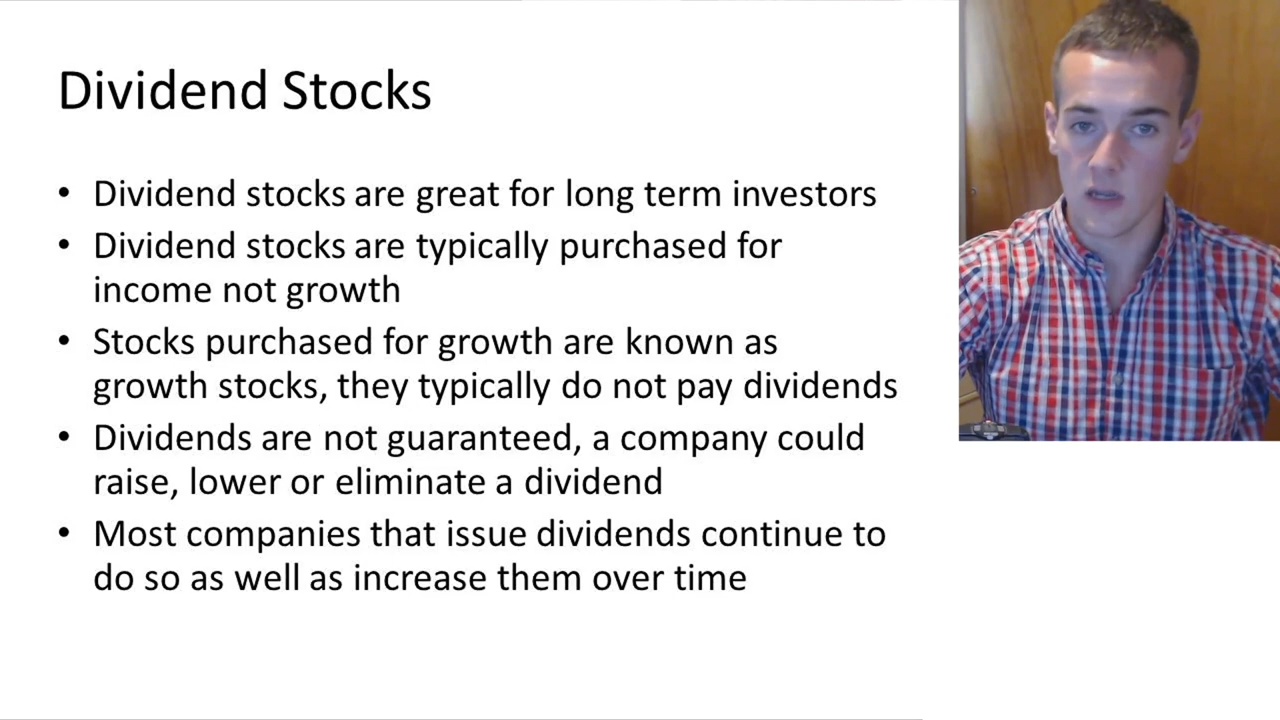 Dividend Stocks
• Dividend stocks are great for long term investors
• Dividend stocks are typically purchased for
income not growth
• Stocks purchased for growth are known as
growth stocks, they typically do not pay dividends
• Dividends are not guaranteed, a company could
raise, lower or eliminate a dividend
• Most companies that issue dividends continue to
do so as well as increase them over time